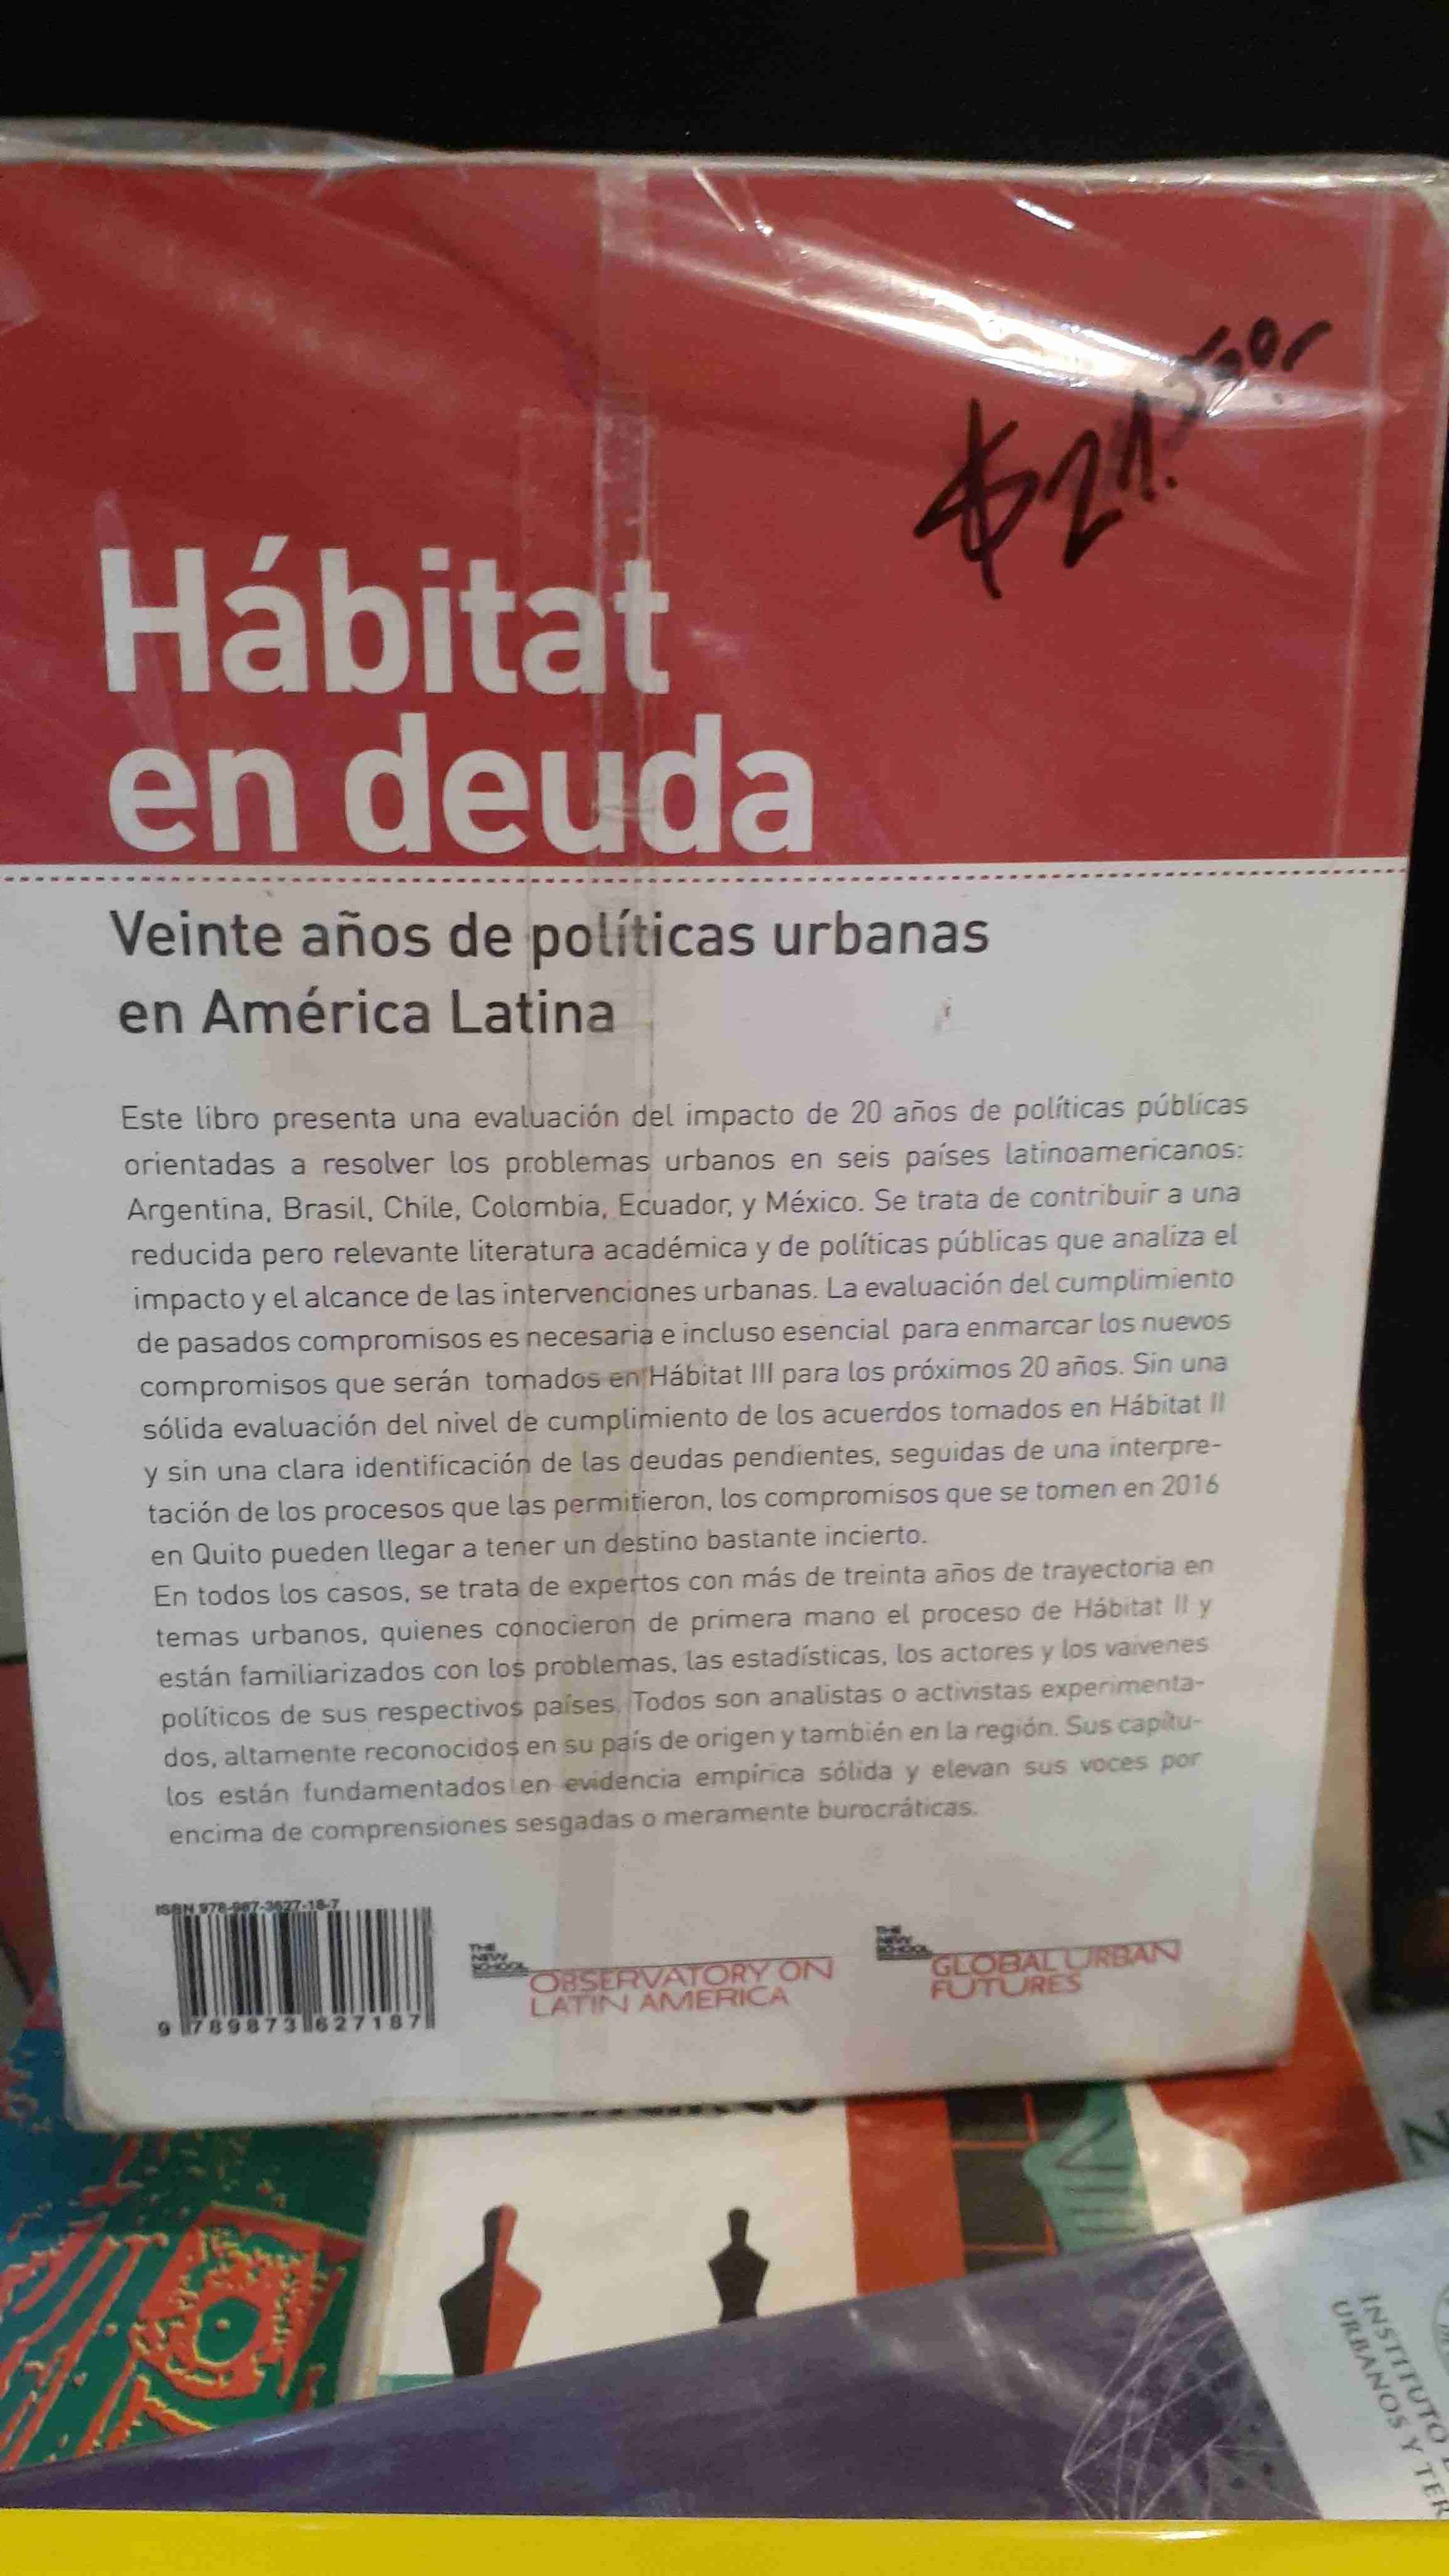 $21.500.-
Hábitat
en deuda
Veinte años de políticas urbanas
en América Latina
Este libro presenta una evaluación del impacto de 20 años de políticas públicas
orientadas a resolver los problemas urbanos en seis países latinoamericanos:
Argentina, Brasil, Chile, Colombia, Ecuador, y México. Se trata de contribuir a una
reducida pero relevante literatura académica y de políticas públicas que analiza el
impacto y el alcance de las intervenciones urbanas. La evaluación del cumplimiento
de pasados compromisos es necesaria e incluso esencial para enmarcar los nuevos
compromisos que serán tomados en Hábitat III para los próximos 20 años. Sin una
sólida evaluación del nivel de cumplimiento de los acuerdos tomados en Hábitat II
y sin una clara identificación de las deudas pendientes, seguidas de una interpre-
tación de los procesos que las permitieron, los compromisos que se tomen en 2016
en Quito pueden llegar a tener un destino bastante incierto.
En todos los casos, se trata de expertos con más de treinta años de trayectoria en
temas urbanos, quienes conocieron de primera mano el proceso de Hábitat II y
están familiarizados con los problemas, las estadísticas, los actores y los vaivenes
políticos de sus respectivos países. Todos son analistas o activistas experimenta-
dos, altamente reconocidos en su país de origen y también en la región. Sus capítu-
los están fundamentados en evidencia empírica sólida y elevan sus voces por
encima de comprensiones sesgadas o meramente burocráticas.
ISBN 978-987-3627-18-7
9 789873 627187
THE
NEW
SCHOOL
OBSERVATORY ON
LATIN AMERICA
THE
NEW
SCHOOL
GLOBAL URBAN
FUTURES
INSTITUTO
URBANOS Y